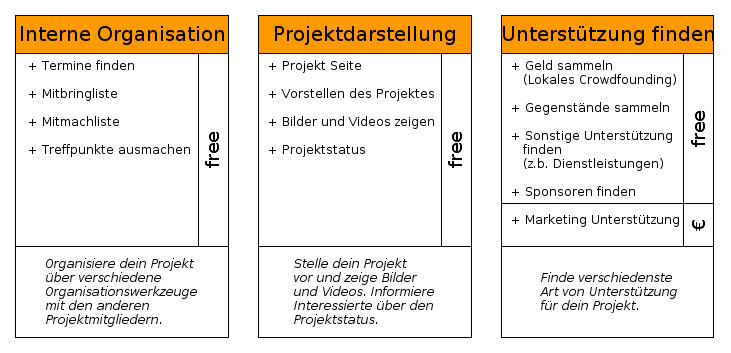 Interne Organisation
+ Termine finden
+ Mitbringliste
+ Mitmachliste
+ Treffpunkte ausmachen
free
Organisiere dein Projekt
über verschiedene
Organisationswerkzeuge
mit den anderen
Projektmitgliedern.
Projektdarstellung
+ Projekt Seite
+ Vorstellen des Projektes
+ Bilder und Videos zeigen
+ Projektstatus
free
Stelle dein Projekt
vor und zeige Bilder
und Videos. Informiere
Interessierte über den
Projektstatus.
Unterstützung finden
+ Geld sammeln
(Lokales Crowdfounding)
+ Gegenstände sammeln
+ Sonstige Unterstützung
finden
(z.b. Dienstleistungen)
+ Sponsoren finden
free
+ Marketing Unterstützung
€
Finde verschiedenste
Art von Unterstützung
für dein Projekt.